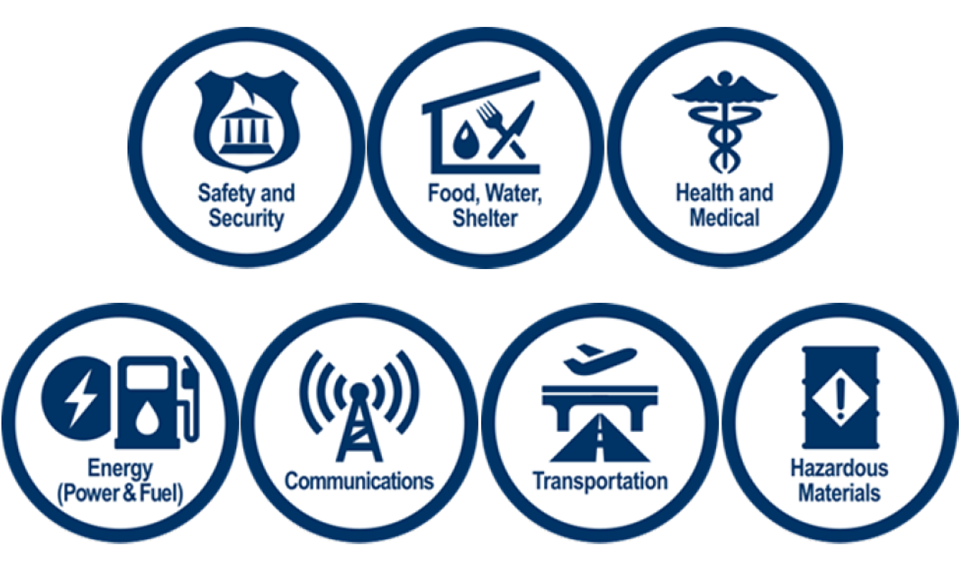 Safety and
Security
Food, Water,
Shelter
Health and
Medical
Energy
(Power & Fuel)
Communications
Transportation
Hazardous
Materials